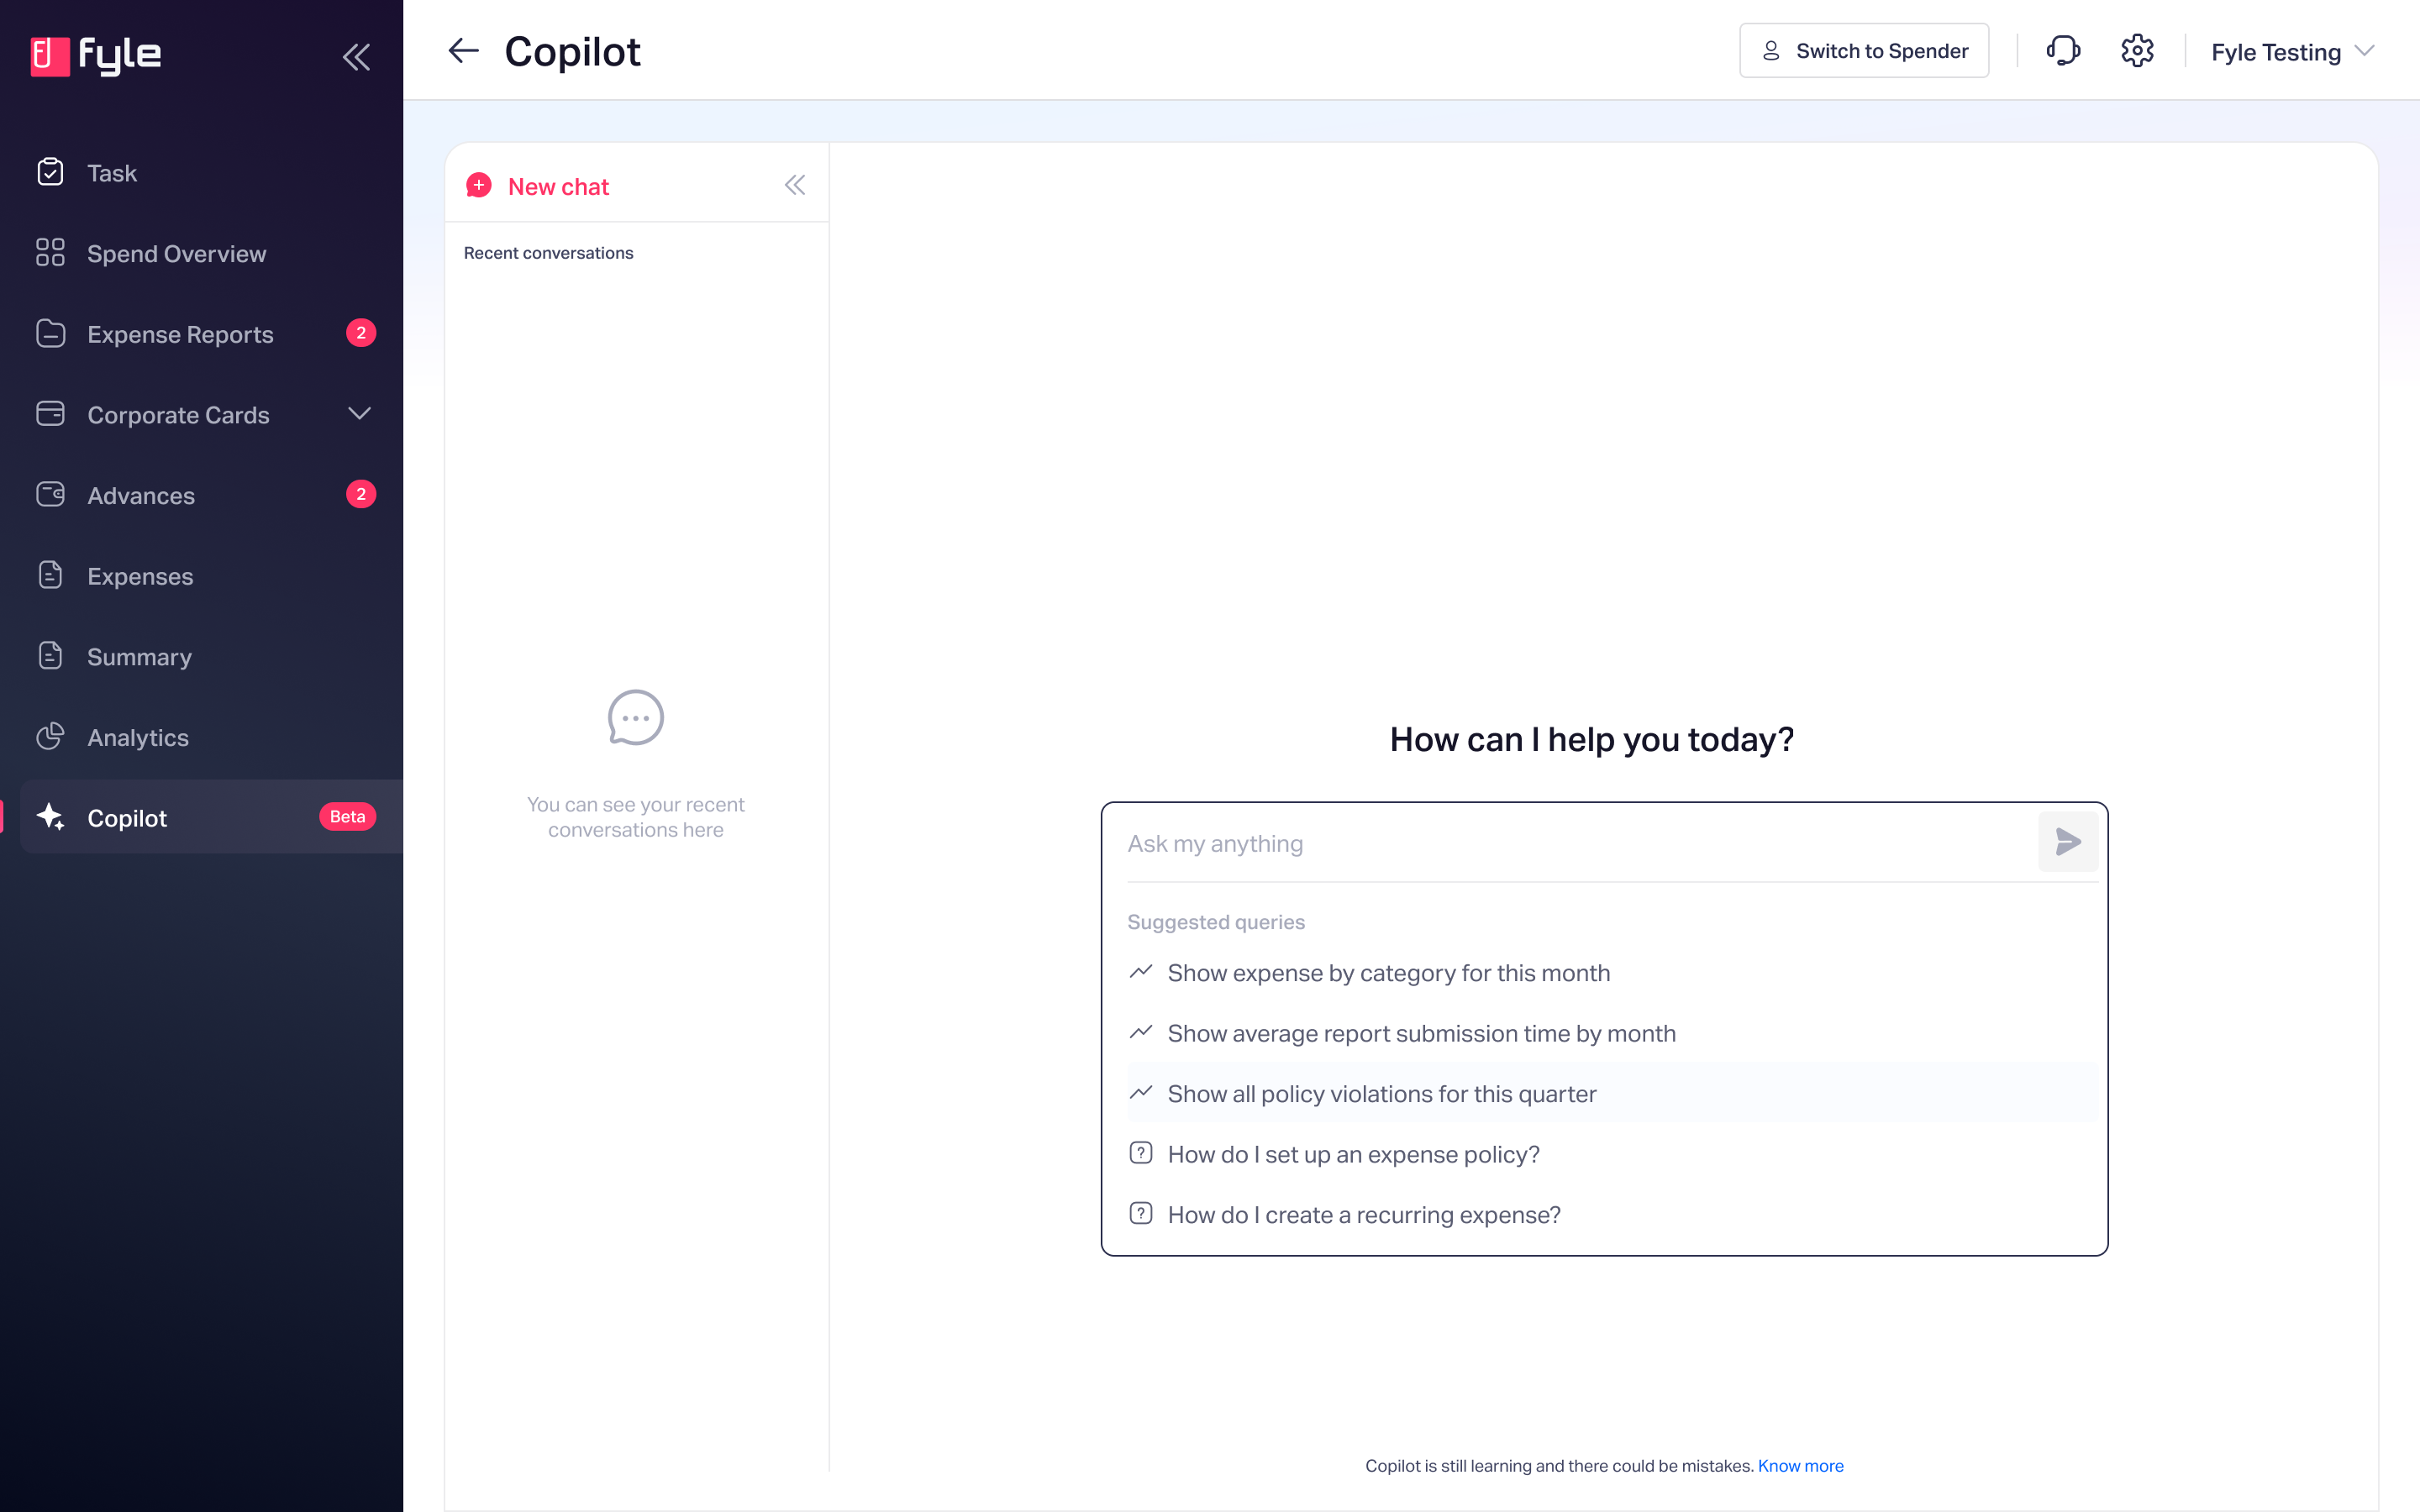 fyle
Copilot
Switch to Spender
Fyle Testing
Task
Spend Overview
Expense Reports 2
Corporate Cards
Advances 2
Expenses
Summary
Analytics
Copilot Beta
New chat
Recent conversations
You can see your recent
conversations here
How can I help you today?
Ask my anything
Suggested queries
Show expense by category for this month
Show average report submission time by month
Show all policy violations for this quarter
How do I set up an expense policy?
How do I create a recurring expense?
Copilot is still learning and there could be mistakes. Know more